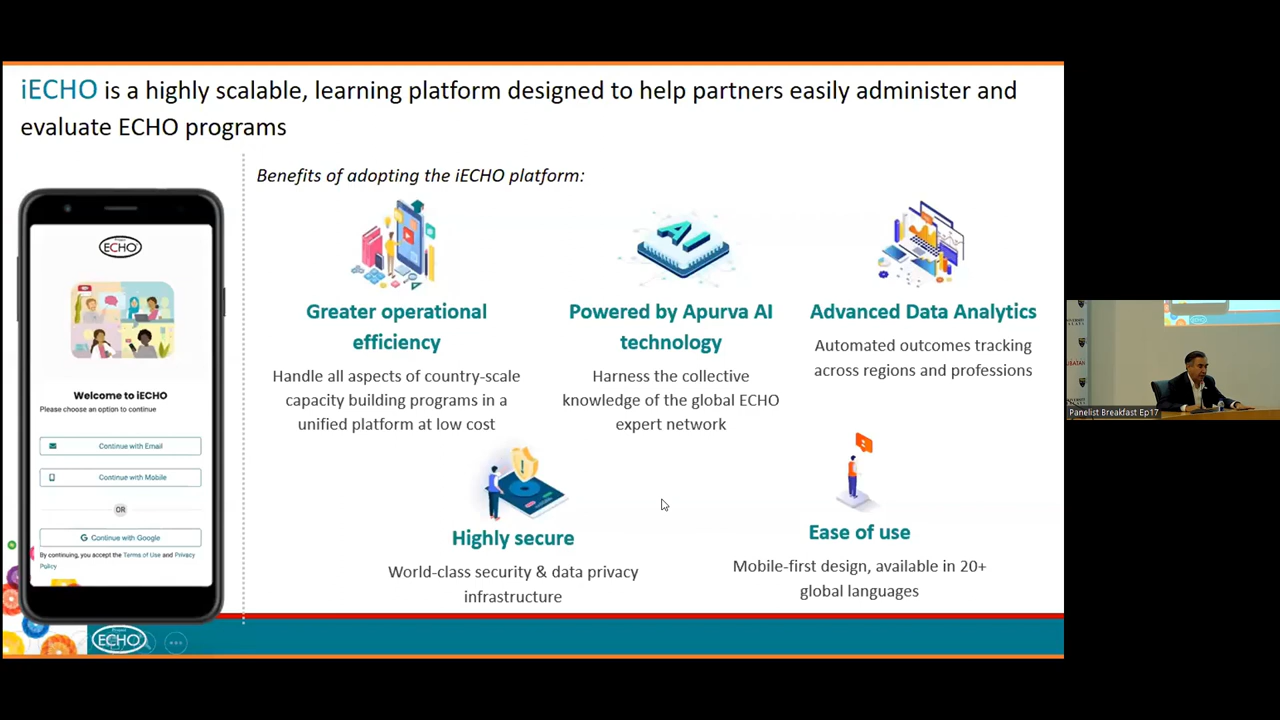 iECHO is a highly scalable, learning platform designed to help partners easily administer and
evaluate ECHO programs
Benefits of adopting the iECHO platform:
ECHO
Welcome to iECHO
Please choose an option to continue
Continue with Email
Continue with Mobile
OR
G Continue with Google
By continuing, you accept the Terms of Use and Privacy
Policy
AI
Greater operational
efficiency
Handle all aspects of country-scale
capacity building programs in a
unified platform at low cost
Powered by Apurva AI
technology
Harness the collective
knowledge of the global ECHO
expert network
Advanced Data Analytics
Automated outcomes tracking
across regions and professions
Highly secure
World-class security & data privacy
infrastructure
Ease of use
Mobile-first design, available in 20+
global languages
ECHO
Panelist Breakfast Ep17